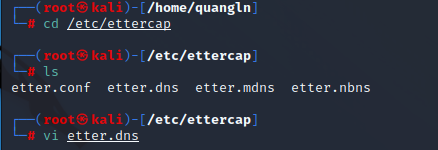 ┌──(root㉿kali)-[/home/quangln]
└─# cd /etc/ettercap
┌──(root㉿kali)-[/etc/ettercap]
└─# ls
etter.conf  etter.dns  etter.mdns  etter.nbns
┌──(root㉿kali)-[/etc/ettercap]
└─# vi etter.dns